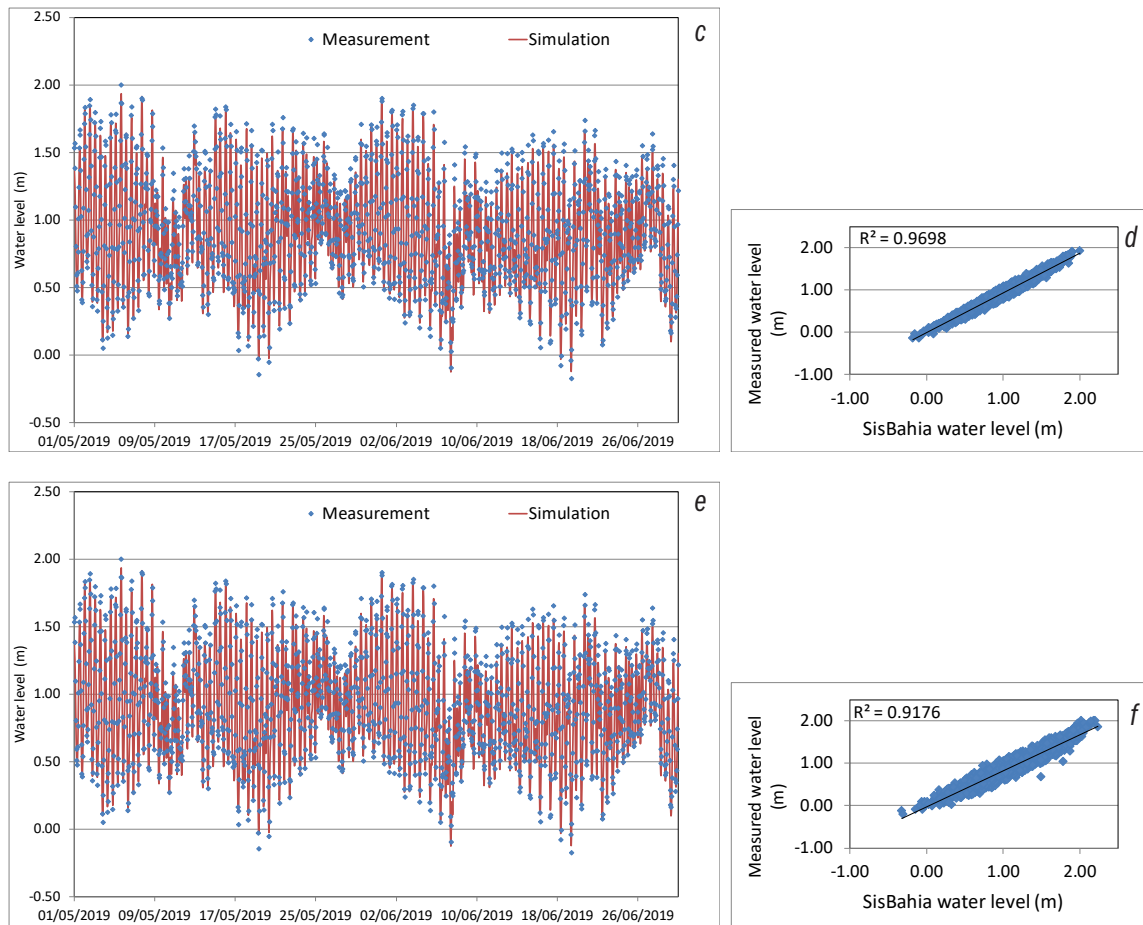 2.50
2.00
1.50
1.00
0.50
0.00
-0.50
Water level (m)
Measurement
Simulation
c
01/05/2019 09/05/2019 17/05/2019 25/05/2019 02/06/2019 10/06/2019 18/06/2019 26/06/2019
R² = 0.9698
d
2.00
1.00
0.00
-1.00
Measured water level
(m)
-1.00 0.00 1.00 2.00
SisBahia water level (m)
2.50
2.00
1.50
1.00
0.50
0.00
-0.50
Water level (m)
Measurement
Simulation
e
01/05/2019 09/05/2019 17/05/2019 25/05/2019 02/06/2019 10/06/2019 18/06/2019 26/06/2019
R² = 0.9176
f
2.00
1.00
0.00
-1.00
Measured water level
(m)
-1.00 0.00 1.00 2.00
SisBahia water level (m)